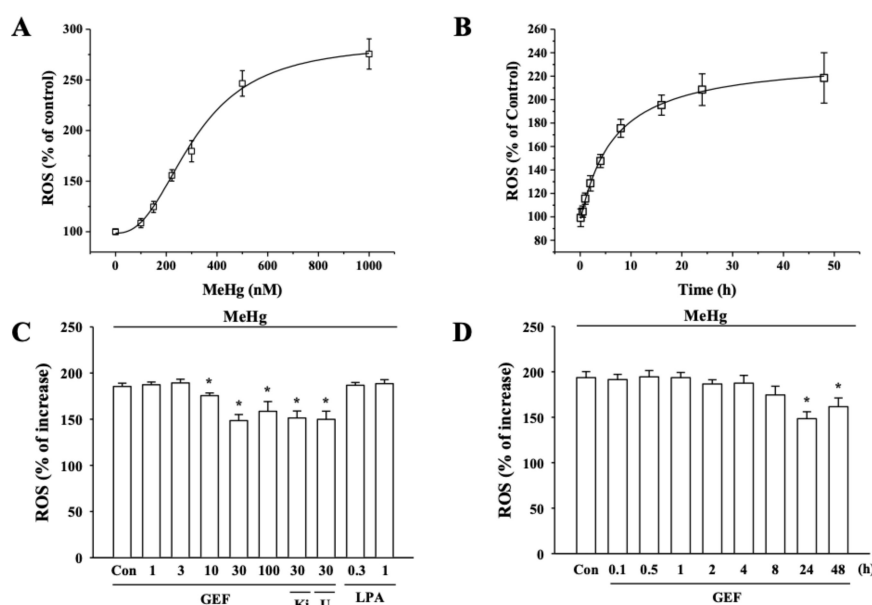 A
ROS (% of control)
300
250
200
150
100
0 200 400 600 800 1000
MeHg (nM)
B
ROS (% of Control)
240
220
200
180
160
140
120
100
80
0 10 20 30 40 50
Time (h)
C
MeHg
ROS (% of increase)
250
200
150
100
50
0
* * * * *
Con 1 3 10 30 100 30 30 0.3 1
GEF Ki U LPA
D
MeHg
ROS (% of increase)
250
200
150
100
50
0
* *
Con 0.1 0.5 1 2 4 8 24 48 (h)
GEF